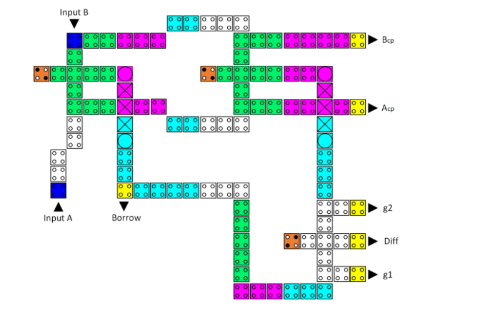 Input B
Bcp
Acp
g2
Input A
Borrow
Diff
g1